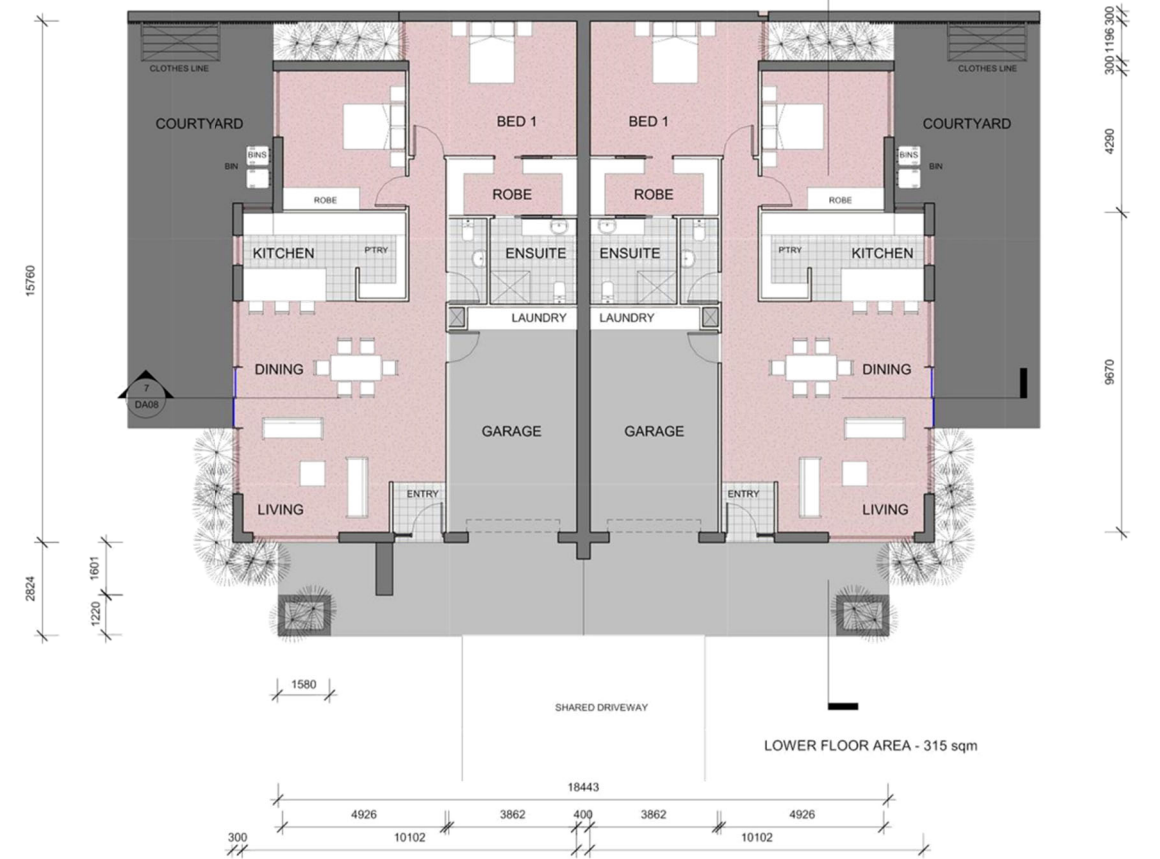 300
1196
300
4290
9670
15760
2824
1601
1220
CLOTHES LINE
CLOTHES LINE
COURTYARD
BED 1
BED 1
COURTYARD
BINS
BIN
BINS
BIN
ROBE
ROBE
ROBE
ROBE
KITCHEN
P'TRY
ENSUITE
ENSUITE
P'TRY
KITCHEN
LAUNDRY
LAUNDRY
DINING
DINING
7
DA08
GARAGE
GARAGE
ENTRY
ENTRY
LIVING
LIVING
1580
SHARED DRIVEWAY
LOWER FLOOR AREA - 315 sqm
18443
4926
3862
400
3862
4926
300
10102
10102